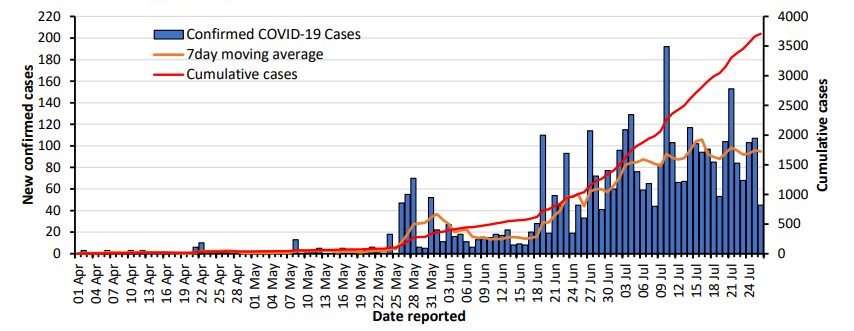 220
200
180
160
140
120
100
80
60
40
20
0
New confirmed cases
Confirmed COVID-19 Cases
7day moving average
Cumulative cases
4000
3500
3000
2500
2000
1500
1000
500
0
Cumulative cases
01 Apr
04 Apr
07 Apr
10 Apr
13 Apr
16 Apr
19 Apr
22 Apr
25 Apr
28 Apr
01 May
04 May
07 May
10 May
13 May
16 May
19 May
22 May
25 May
28 May
31 May
03 Jun
06 Jun
09 Jun
12 Jun
15 Jun
18 Jun
21 Jun
24 Jun
27 Jun
30 Jun
03 Jul
06 Jul
09 Jul
12 Jul
15 Jul
18 Jul
21 Jul
24 Jul
Date reported